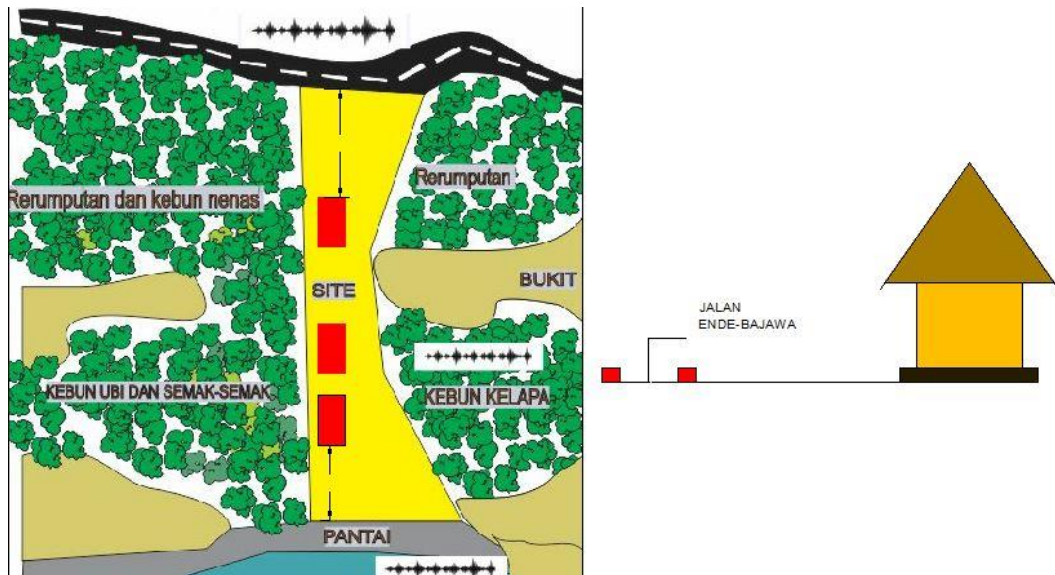 Rerumputan
Rerumputan dan kebun nenas
BUKIT
SITE
KEBUN UBI DAN SEMAK-SEMAK
KEBUN KELAPA
PANTAI
JALAN
ENDE-BAJAWA